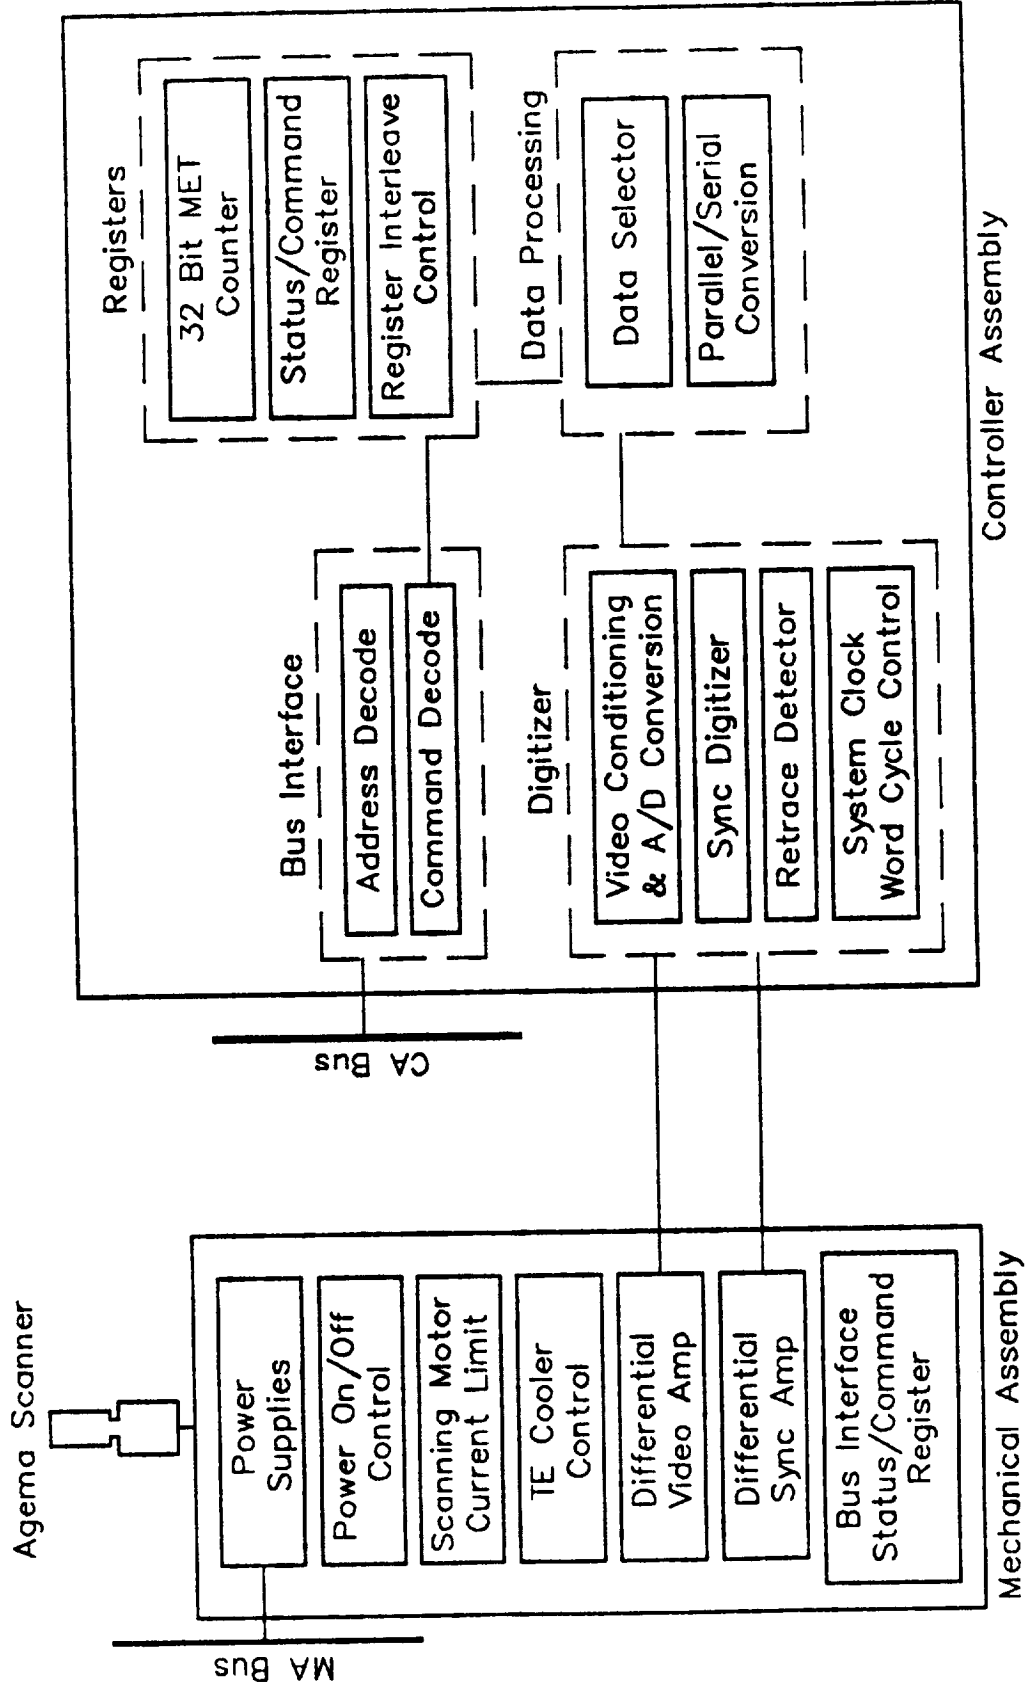 Agema Scanner
MA Bus
Power
Supplies
Power On/Off
Control
Scanning Motor
Current Limit
TE Cooler
Control
Differential
Video Amp
Differential
Sync Amp
Bus Interface
Status/Command
Register
Mechanical Assembly
CA Bus
Bus Interface
Address Decode
Command Decode
Digitizer
Video Conditioning
& A/D Conversion
Sync Digitizer
Retrace Detector
System Clock
Word Cycle Control
Registers
32 Bit MET
Counter
Status/Command
Register
Register Interleave
Control
Data Processing
Data Selector
Parallel/Serial
Conversion
Controller Assembly